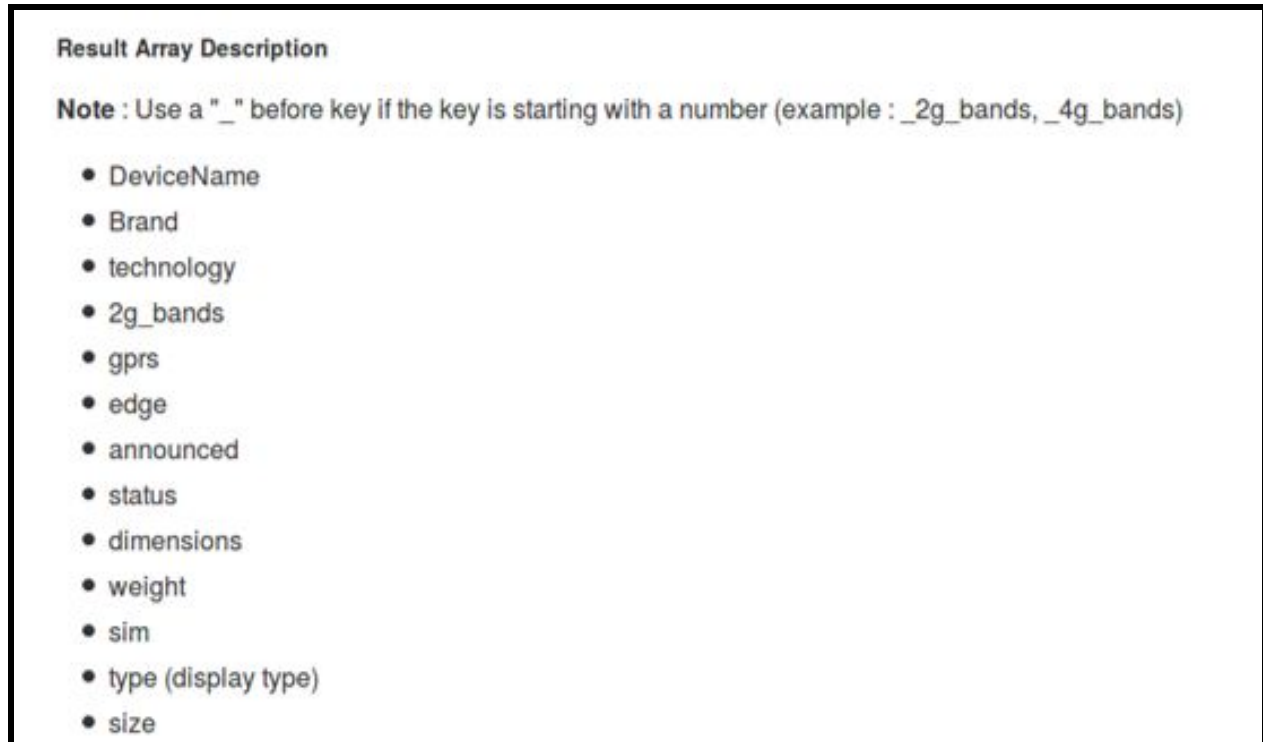 Result Array Description
Note : Use a "_" before key if the key is starting with a number (example : _2g_bands, _4g_bands)
• DeviceName
• Brand
• technology
• 2g_bands
• gprs
• edge
• announced
• status
• dimensions
• weight
• sim
• type (display type)
• size